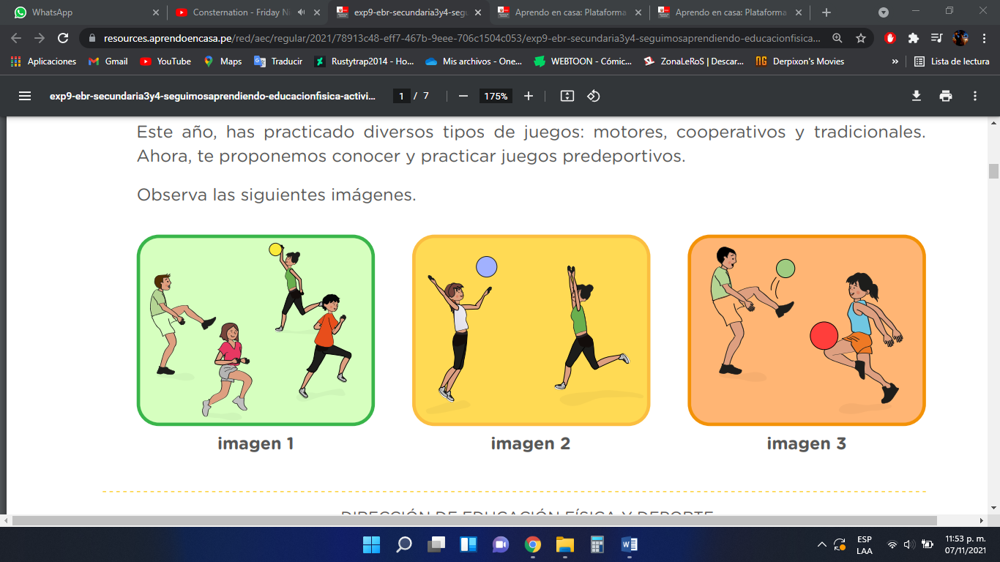 WhatsApp
Consternation - Friday Ni
exp9-ebr-secundaria3y4-segu
Aprendo en casa: Plataforma
Aprendo en casa: Plataforma
resources.aprendoencasa.pe/red/aec/regular/2021/78913c48-eff7-467b-9eee-706c1504c053/exp9-ebr-secundaria3y4-seguimosaprendiendo-educacionfisica...
Aplicaciones
Gmail
YouTube
Maps
Traducir
Rustytrap2014 - Ho...
Mis archivos - One...
WEBTOON - Cómic...
ZonaLeRoS | Descar...
NG Derpixon's Movies
»
Lista de lectura
exp9-ebr-secundaria3y4-seguimosaprendiendo-educacionfisica-activi...
1 / 7
175%
Este año, has practicado diversos tipos de juegos: motores, cooperativos y tradicionales.
Ahora, te proponemos conocer y practicar juegos predeportivos.
Observa las siguientes imágenes.
imagen 1
imagen 2
imagen 3
DIRECCIÓN DE EDUCACIÓN FÍSICA Y DEPORTE
ESP
LAA
11:53 p. m.
07/11/2021